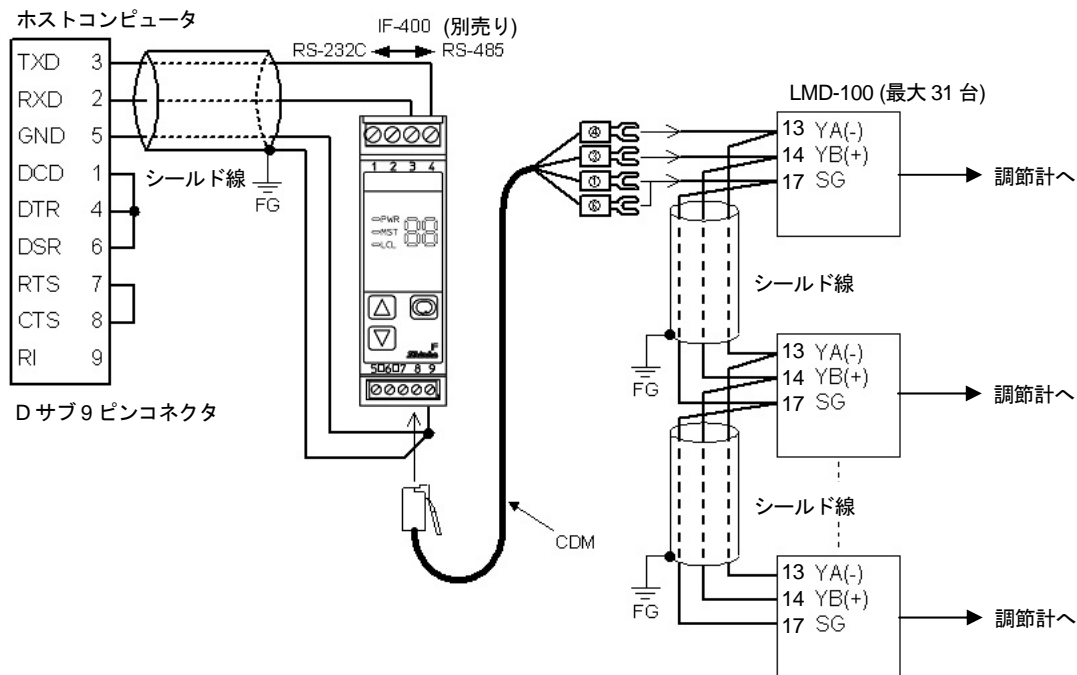 ホストコンピュータ
TXD 3
RXD 2
GND 5
DCD 1
DTR 4
DSR 6
RTS 7
CTS 8
RI 9
D サブ 9 ピンコネクタ
シールド線
FG
IF-400 (別売り)
RS-232C RS-485
1 2 3 4
PWR
MST
LCL
88
IF
Shinko
5 6 7 8 9
CDM
④
③
①
LMD-100 (最大 31 台)
13 YA(-)
14 YB(+)
17 SG
調節計へ
シールド線
FG
13 YA(-)
14 YB(+)
17 SG
調節計へ
シールド線
FG
13 YA(-)
14 YB(+)
17 SG
調節計へ